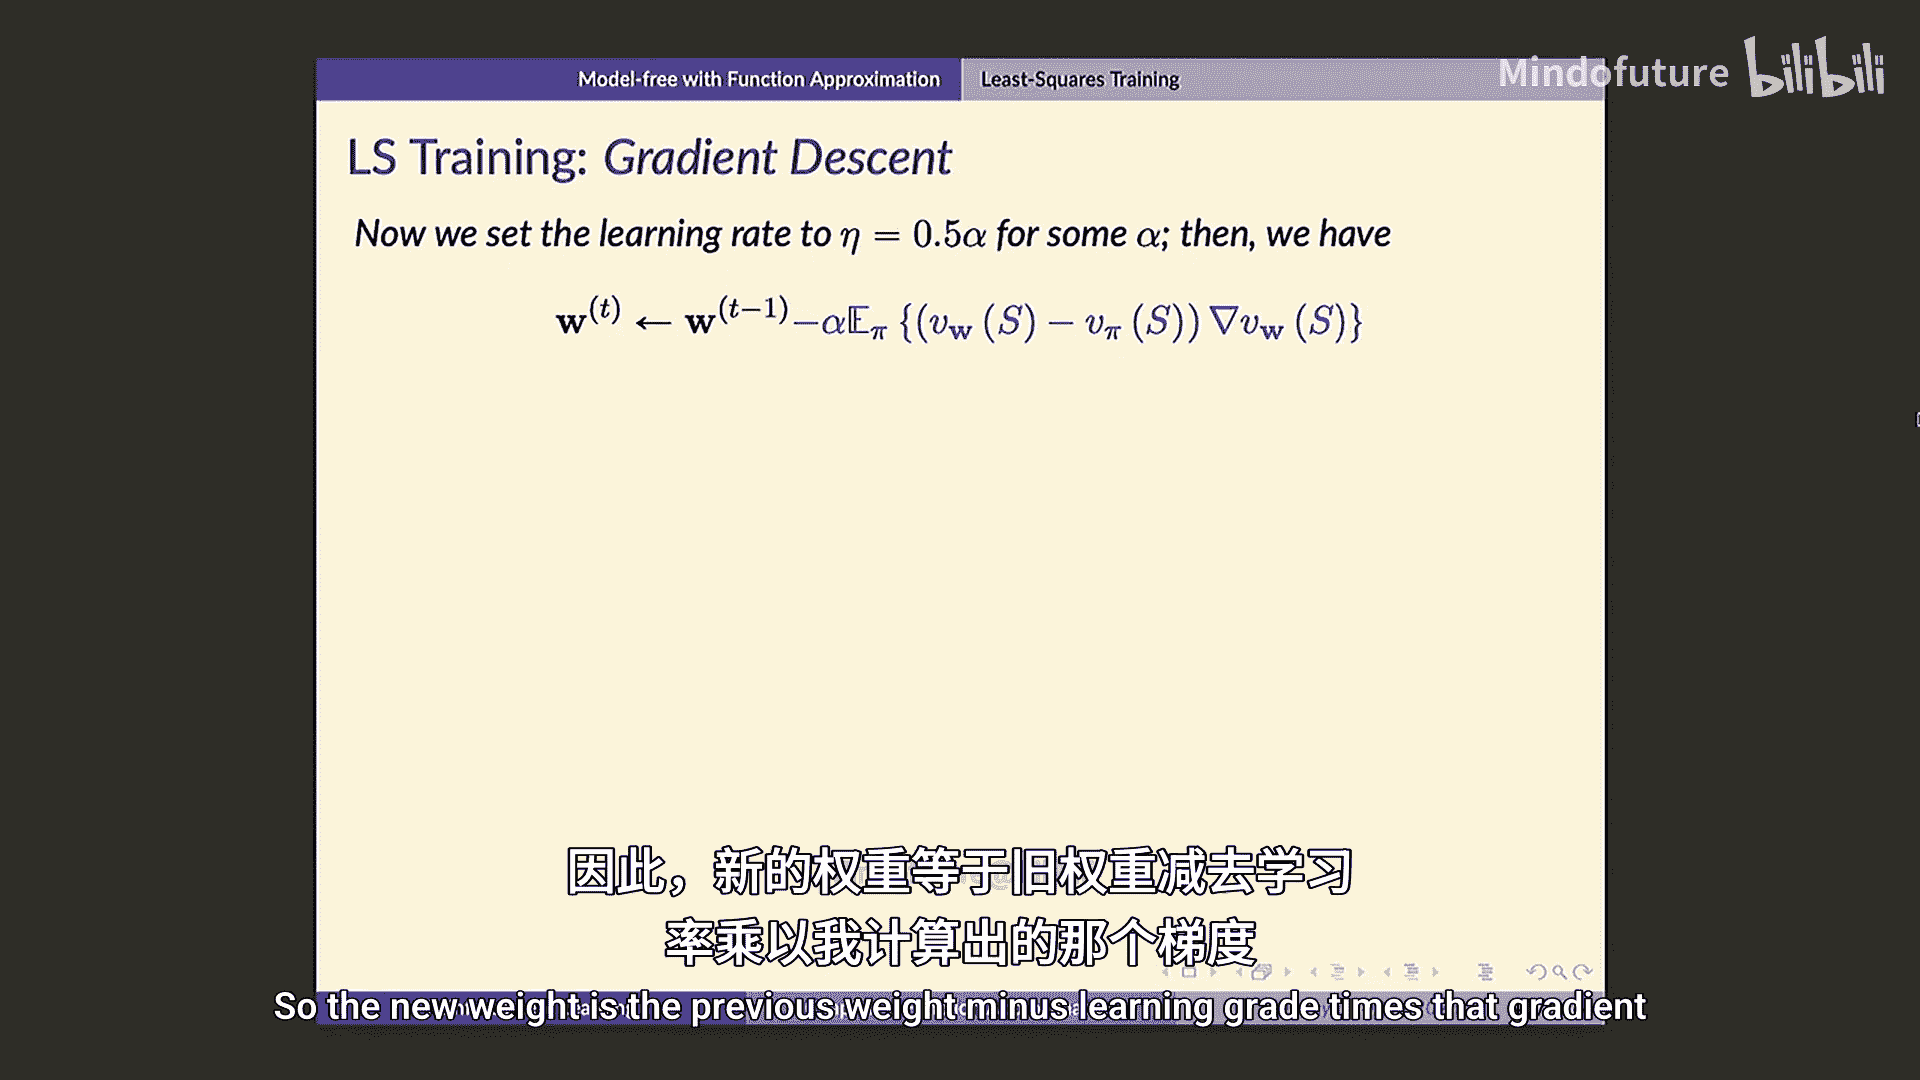 Model-free with Function Approximation
Least-Squares Training
Mindofuture bilibili
LS Training: Gradient Descent
Now we set the learning rate to η = 0.5α for some α; then, we have
w^(t) ← w^(t−1) − α𝔼_π {(v_w (S) − v_π (S)) ∇v_w (S)}
因此，新的权重等于旧权重减去学习
率乘以我计算出的那个梯度
So the new weight is the previous weight minus learning grade times that gradient